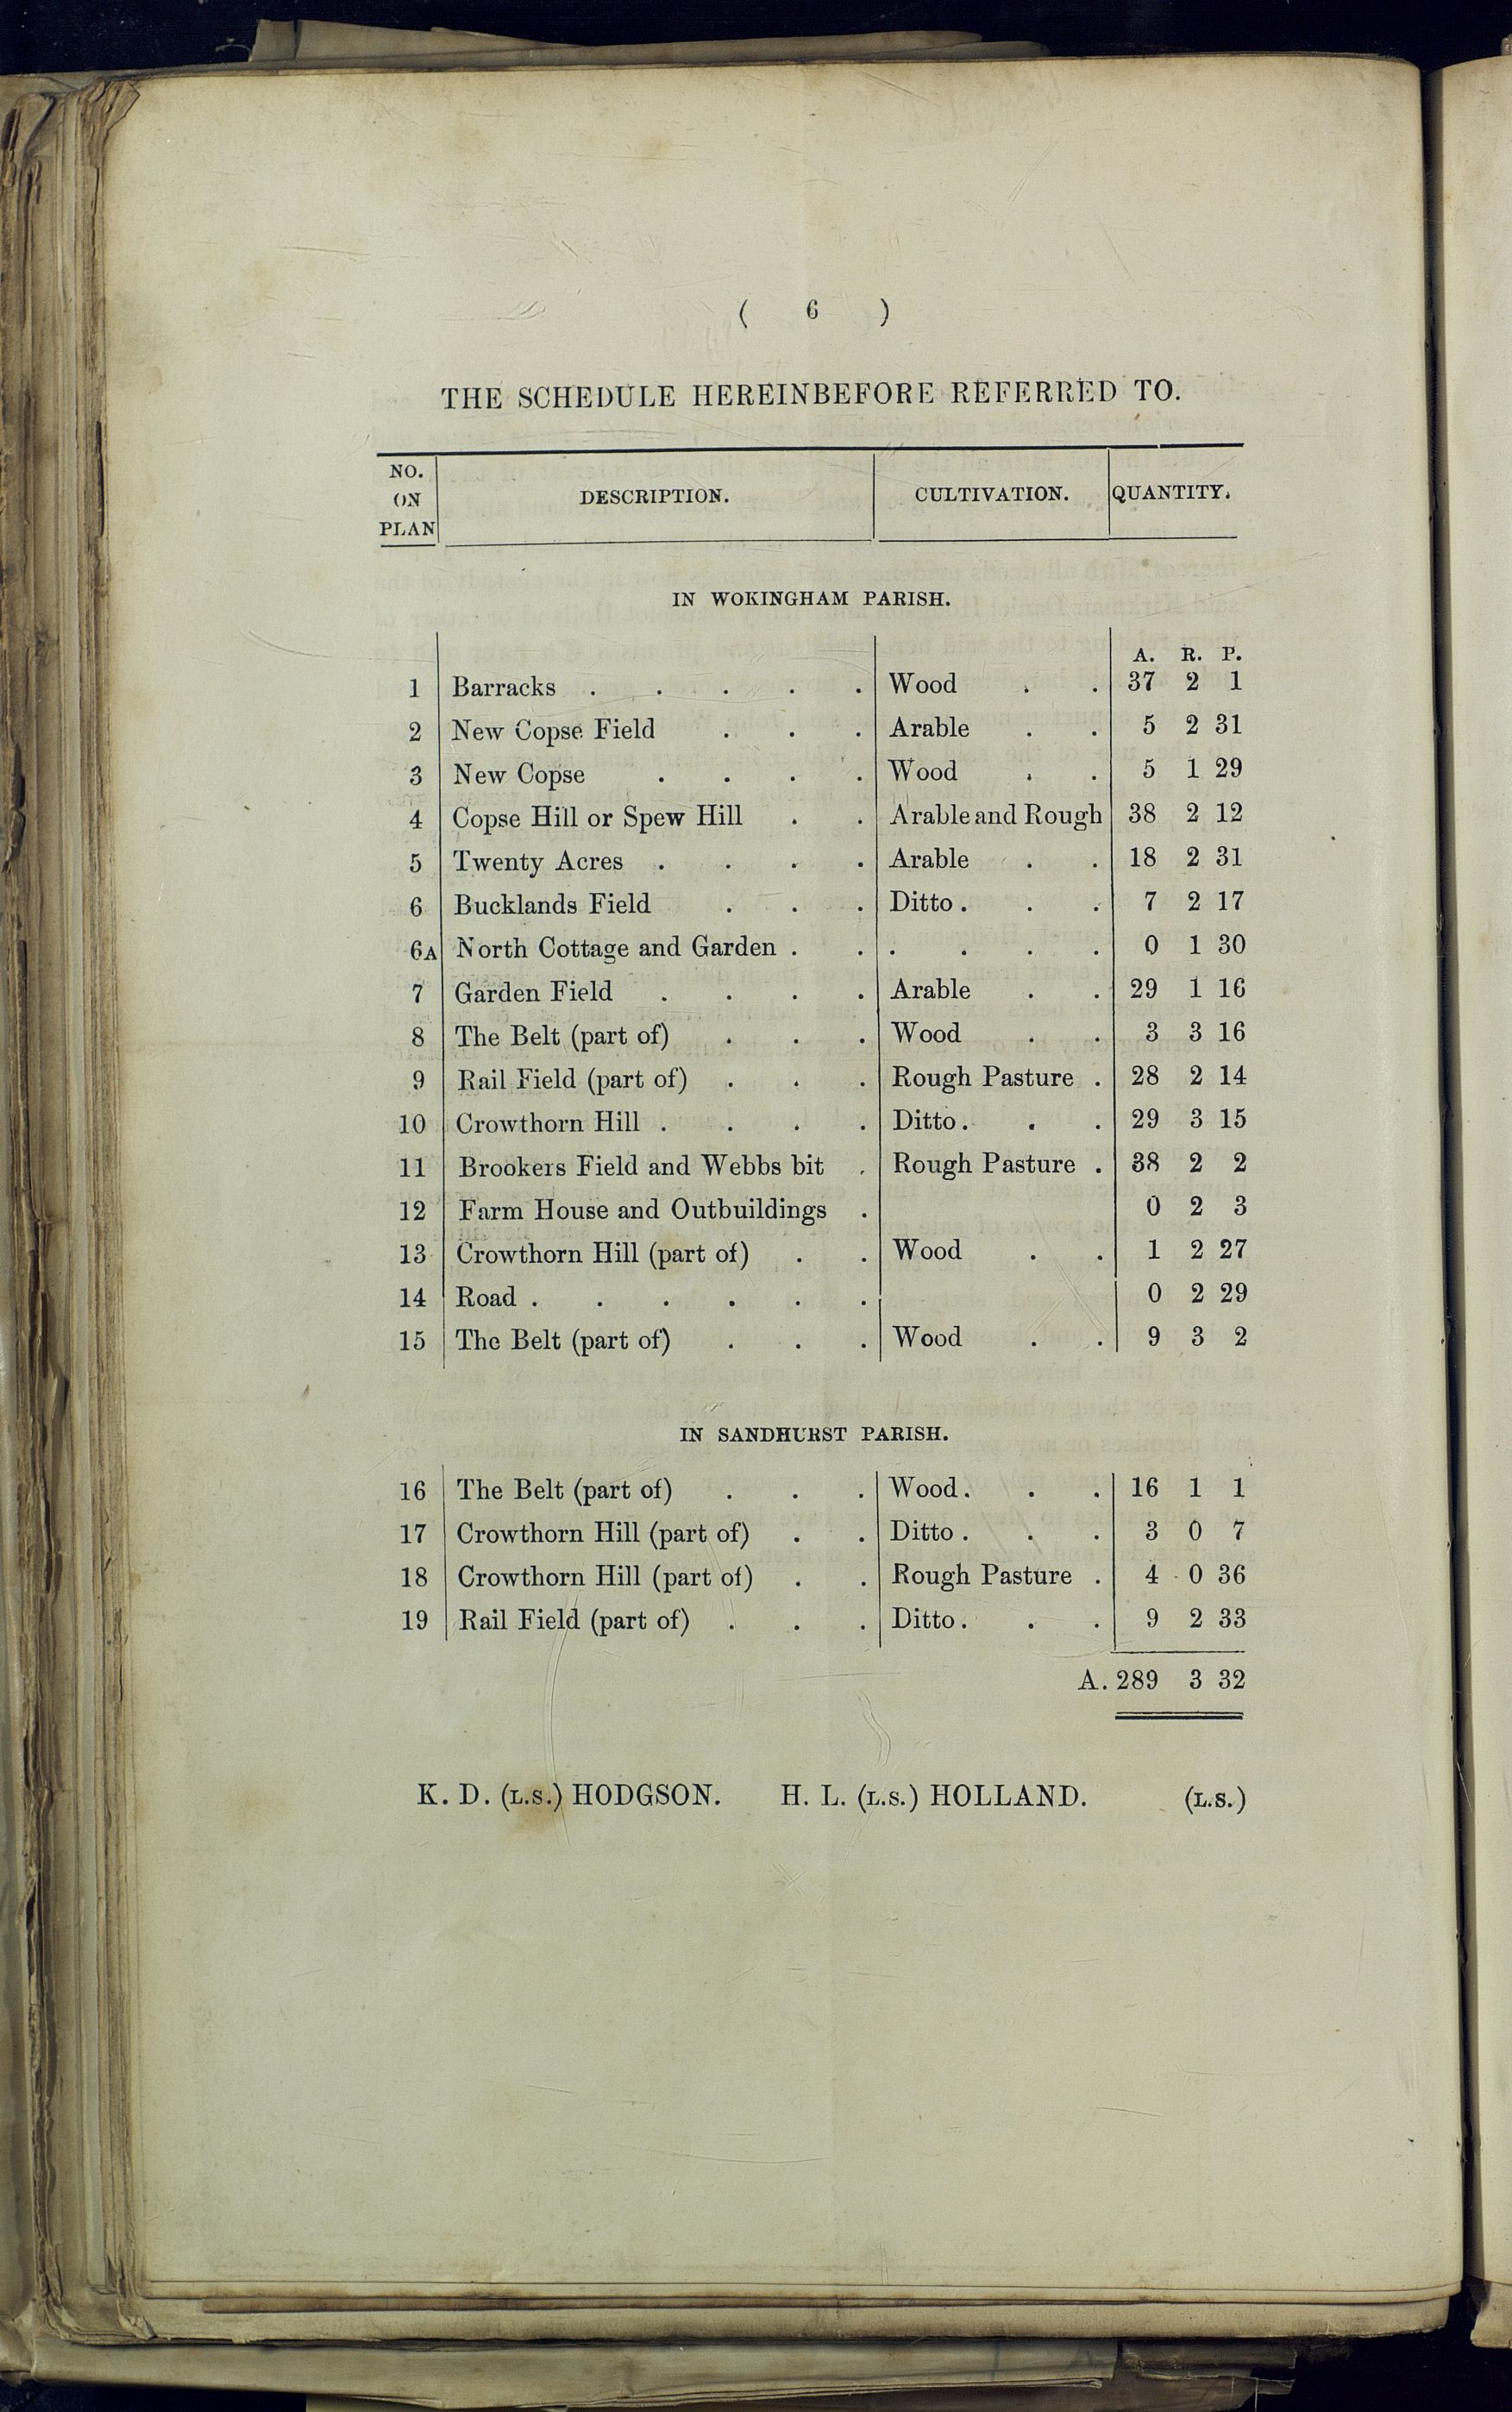 ( 6 )
THE SCHEDULE HEREINBEFORE REFERRED TO.
NO. ON PLAN DESCRIPTION. CULTIVATION. QUANTITY.
IN WOKINGHAM PARISH.
A. R. P.
1 Barracks . . . . . Wood . . 37 2 1
2 New Copse Field . . . Arable . . 5 2 31
3 New Copse . . . . Wood . . 5 1 29
4 Copse Hill or Spew Hill . . Arable and Rough 38 2 12
5 Twenty Acres . . . . Arable . . 18 2 31
6 Bucklands Field . . . Ditto . . . 7 2 17
6A North Cottage and Garden . . . . . . 0 1 30
7 Garden Field . . . . Arable . . 29 1 16
8 The Belt (part of) . . . Wood . . 3 3 16
9 Rail Field (part of) . . . Rough Pasture . 28 2 14
10 Crowthorn Hill . . . . Ditto . . . 29 3 15
11 Brookers Field and Webbs bit . Rough Pasture . 38 2 2
12 Farm House and Outbuildings . 0 2 3
13 Crowthorn Hill (part of) . . Wood . . 1 2 27
14 Road . . . . . . 0 2 29
15 The Belt (part of) . . . Wood . . 9 3 2
IN SANDHURST PARISH.
16 The Belt (part of) . . . Wood . . . 16 1 1
17 Crowthorn Hill (part of) . . Ditto . . . 3 0 7
18 Crowthorn Hill (part of) . . Rough Pasture . 4 0 36
19 Rail Field (part of) . . . Ditto . . . 9 2 33
A. 289 3 32
K. D. (L.S.) HODGSON. H. L. (L.S.) HOLLAND. (L.S.)